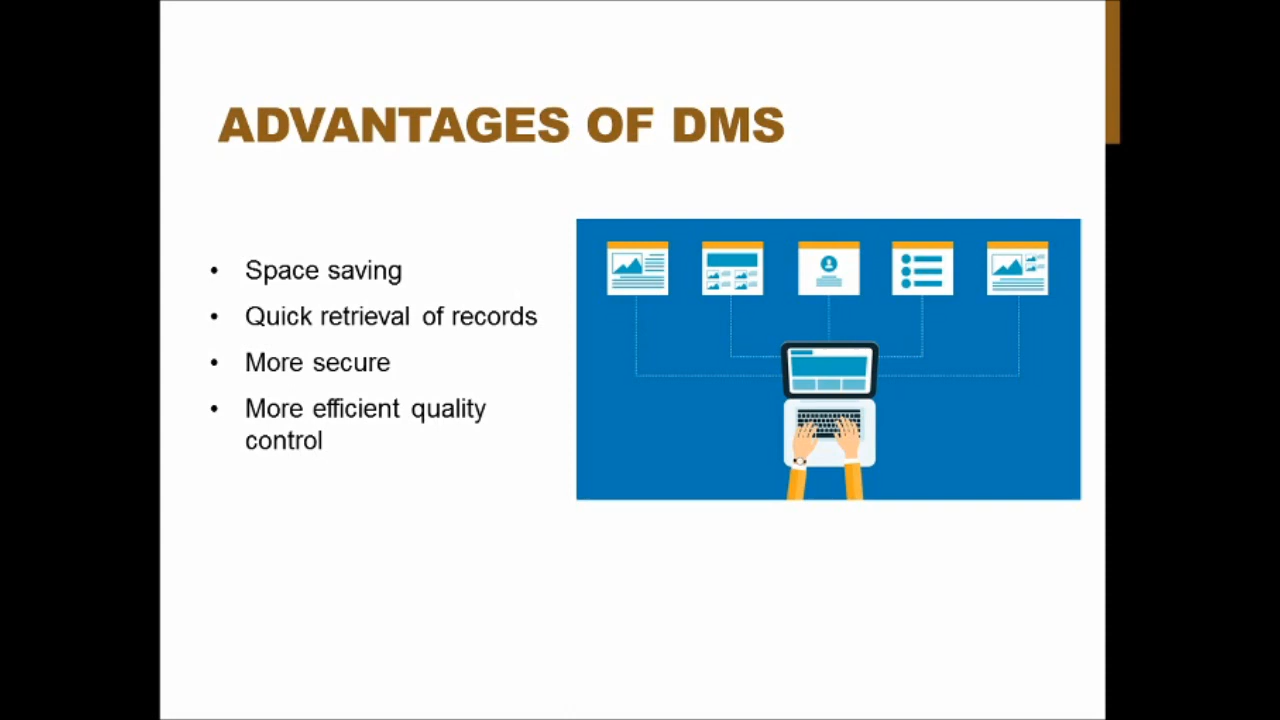 ADVANTAGES OF DMS
• Space saving
• Quick retrieval of records
• More secure
• More efficient quality
control